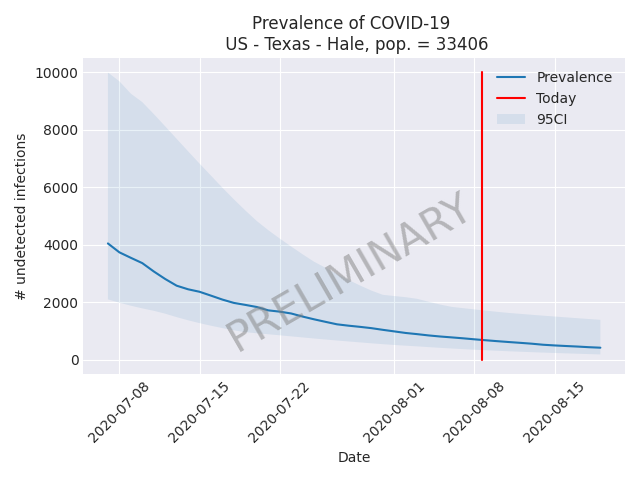 Prevalence of COVID-19
US - Texas - Hale, pop. = 33406
10000
8000
6000
4000
2000
0
# undetected infections
Prevalence
Today
95CI
PRELIMINARY
2020-07-08
2020-07-15
2020-07-22
2020-08-01
2020-08-08
2020-08-15
Date